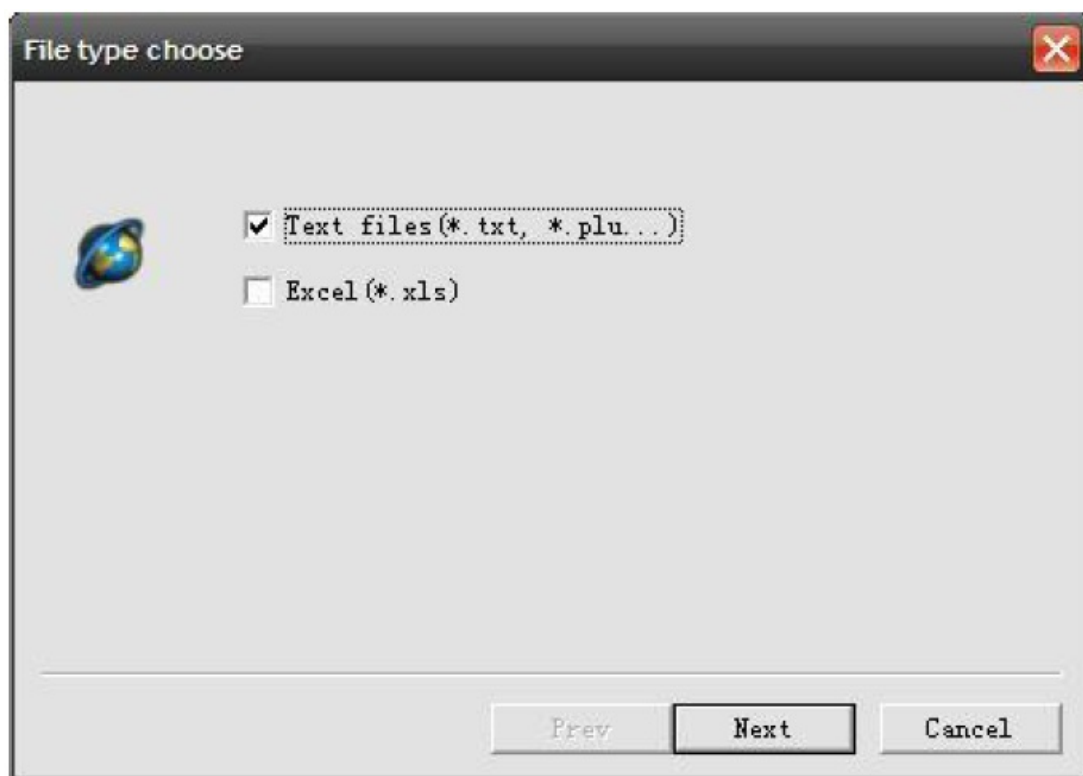 File type choose
Text files(*.txt, *.plu...)
Excel(*.xls)
Prev Next Cancel